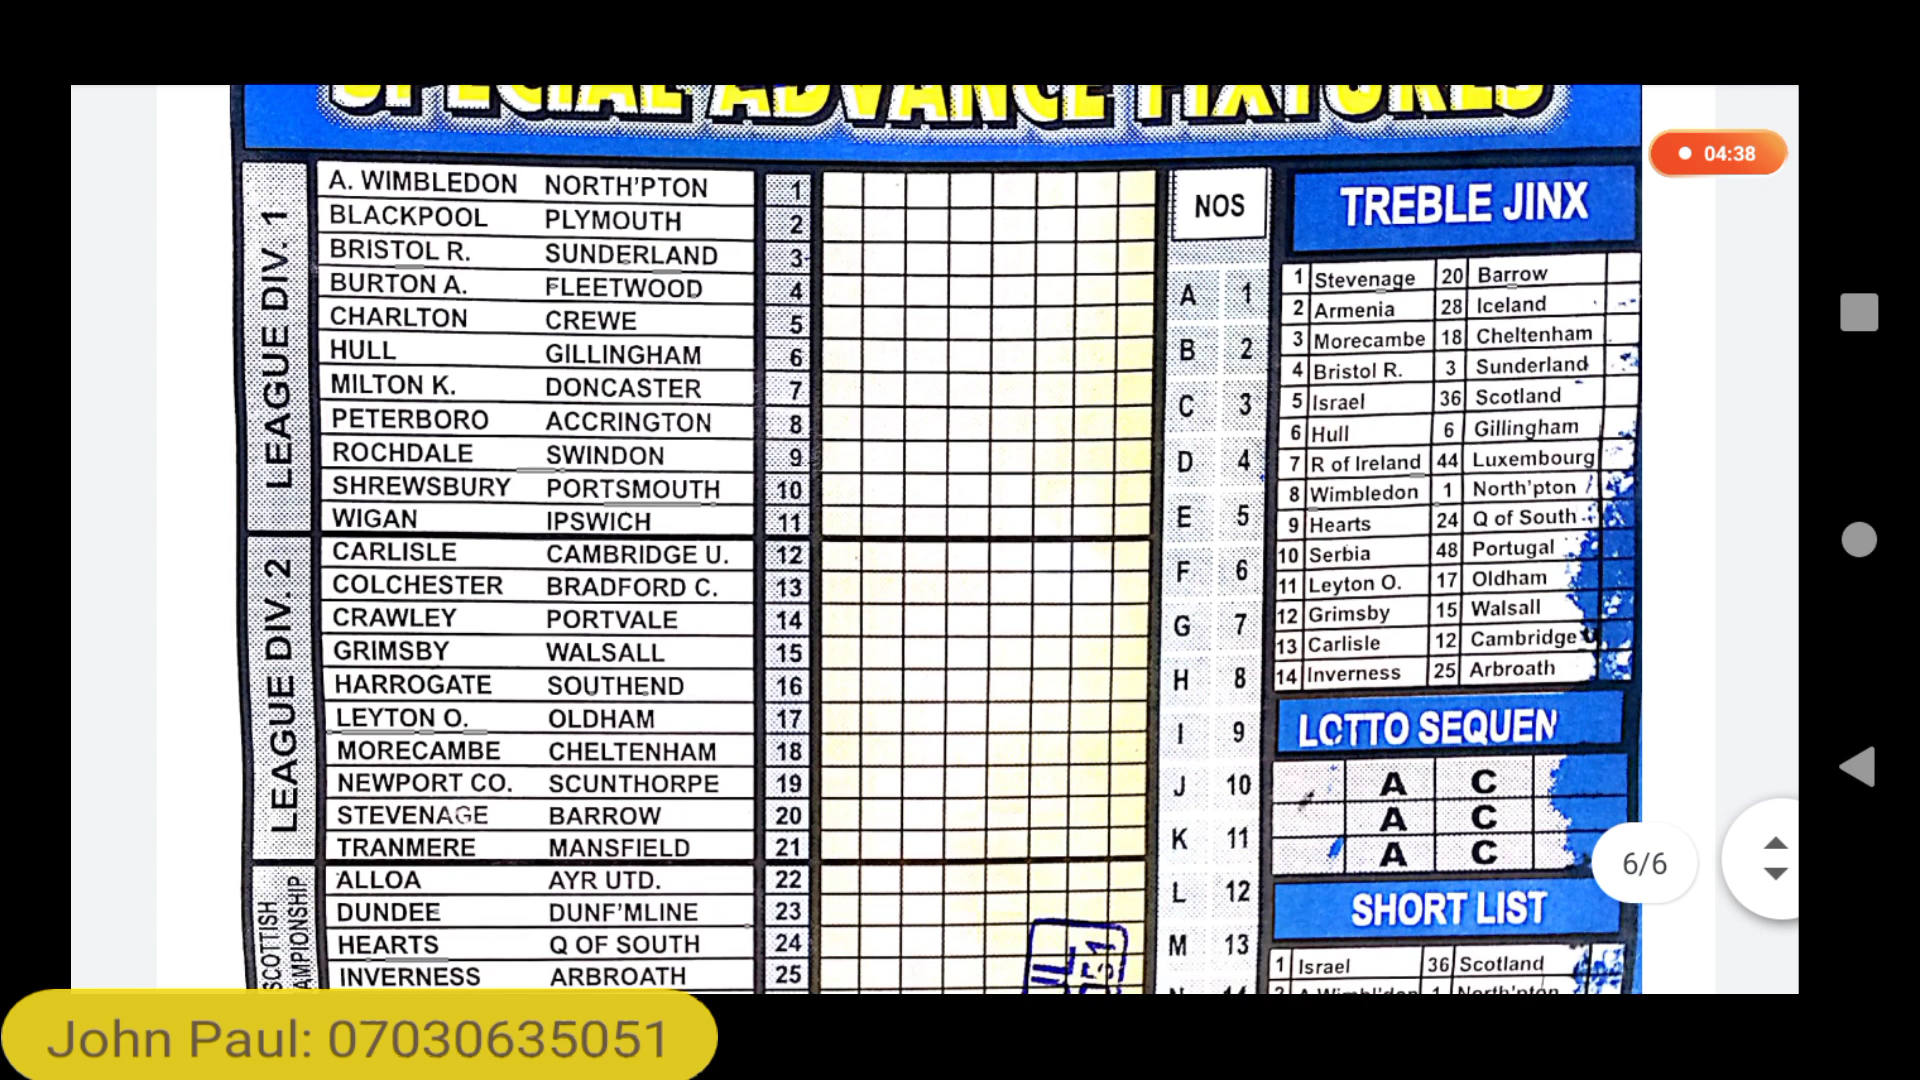 SPECIAL ADVANCE FIXTURES
04:38
LEAGUE DIV. 1
A. WIMBLEDON NORTH'PTON 1
BLACKPOOL PLYMOUTH 2
BRISTOL R. SUNDERLAND 3
BURTON A. FLEETWOOD 4
CHARLTON CREWE 5
HULL GILLINGHAM 6
MILTON K. DONCASTER 7
PETERBORO ACCRINGTON 8
ROCHDALE SWINDON 9
SHREWSBURY PORTSMOUTH 10
WIGAN IPSWICH 11
LEAGUE DIV. 2
CARLISLE CAMBRIDGE U. 12
COLCHESTER BRADFORD C. 13
CRAWLEY PORTVALE 14
GRIMSBY WALSALL 15
HARROGATE SOUTHEND 16
LEYTON O. OLDHAM 17
MORECAMBE CHELTENHAM 18
NEWPORT CO. SCUNTHORPE 19
STEVENAGE BARROW 20
TRANMERE MANSFIELD 21
SCOTTISH
ALLOA AYR UTD. 22
DUNDEE DUNF'MLINE 23
HEARTS Q OF SOUTH 24
INVERNESS ARBROATH 25
NOS
A 1
B 2
C 3
D 4
E 5
F 6
G 7
H 8
I 9
J 10
K 11
L 12
M 13
TREBLE JINX
1 Stevenage 20 Barrow
2 Armenia 28 Iceland
3 Morecambe 18 Cheltenham
4 Bristol R. 3 Sunderland
5 Israel 36 Scotland
6 Hull 6 Gillingham
7 R of Ireland 44 Luxembourg
8 Wimbledon 1 North'pton
9 Hearts 24 Q of South
10 Serbia 48 Portugal
11 Leyton O. 17 Oldham
12 Grimsby 15 Walsall
13 Carlisle 12 Cambridge U
14 Inverness 25 Arbroath
LOTTO SEQUEN
A C
A C
A C
SHORT LIST
1 Israel 36 Scotland
6/6
John Paul: 07030635051